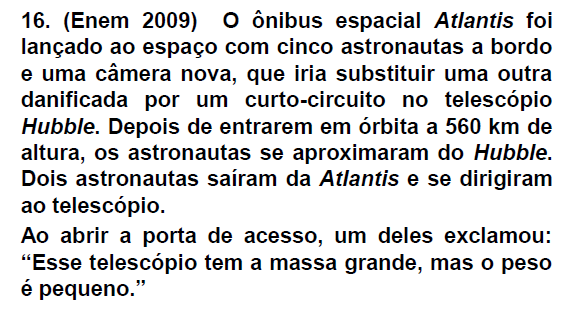 16. (Enem 2009) O ônibus espacial Atlantis foi
lançado ao espaço com cinco astronautas a bordo
e uma câmera nova, que iria substituir uma outra
danificada por um curto-circuito no telescópio
Hubble. Depois de entrarem em órbita a 560 km de
altura, os astronautas se aproximaram do Hubble.
Dois astronautas saíram da Atlantis e se dirigiram
ao telescópio.
Ao abrir a porta de acesso, um deles exclamou:
“Esse telescópio tem a massa grande, mas o peso
é pequeno.”